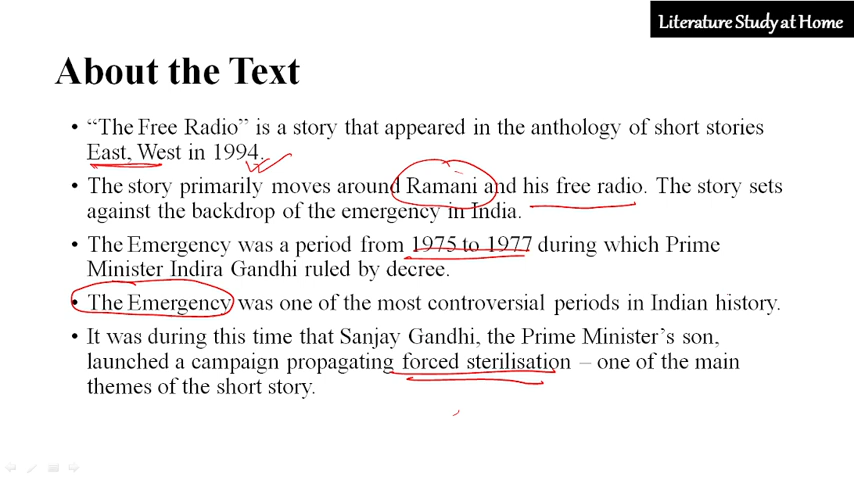 Literature Study at Home
About the Text
• “The Free Radio” is a story that appeared in the anthology of short stories
East, West in 1994.
• The story primarily moves around Ramani and his free radio. The story sets
against the backdrop of the emergency in India.
• The Emergency was a period from 1975 to 1977 during which Prime
Minister Indira Gandhi ruled by decree.
• The Emergency was one of the most controversial periods in Indian history.
• It was during this time that Sanjay Gandhi, the Prime Minister’s son,
launched a campaign propagating forced sterilisation – one of the main
themes of the short story.